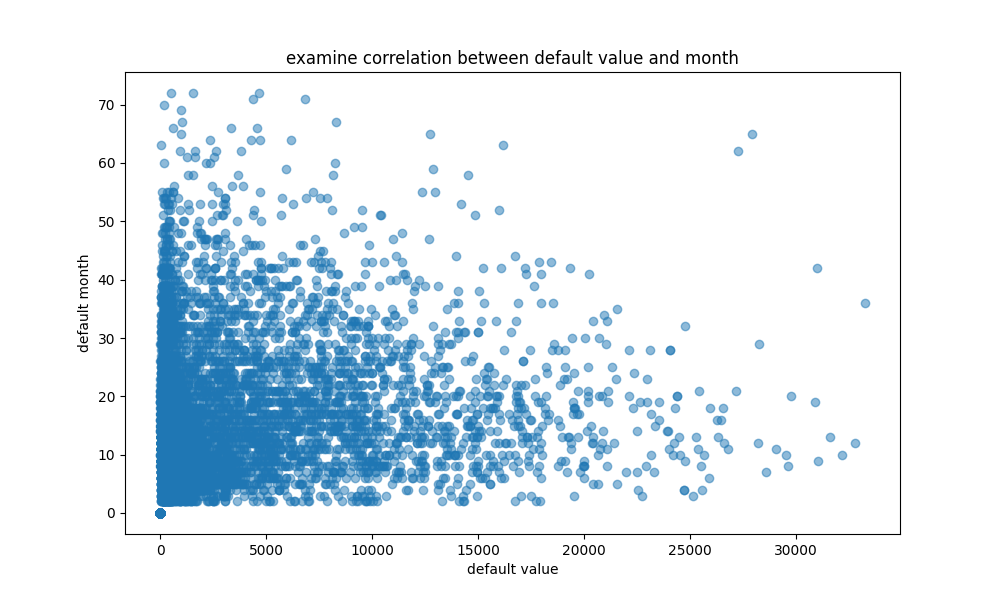 examine correlation between default value and month
70
60
50
40
30
20
10
0
default month
0 5000 10000 15000 20000 25000 30000
default value